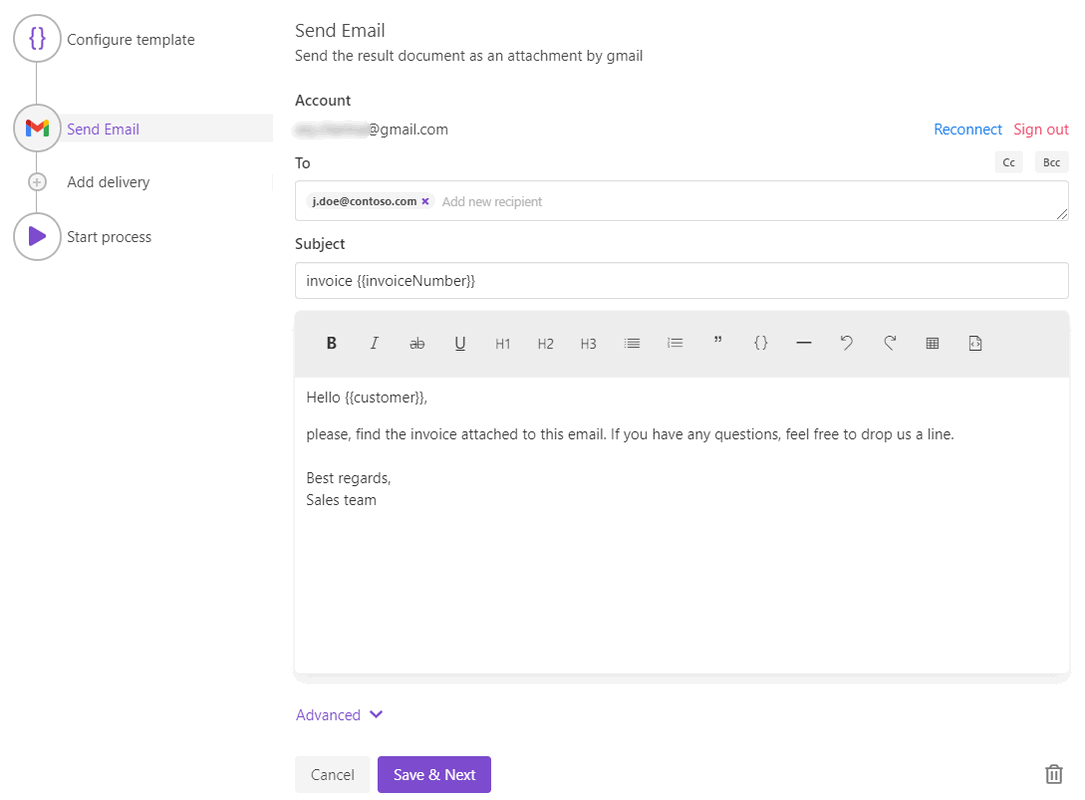 {} Configure template
Send Email
Add delivery
Start process
Send Email
Send the result document as an attachment by gmail
Account
@gmail.com
Reconnect Sign out
To
Cc Bcc
j.doe@contoso.com × Add new recipient
Subject
invoice {{invoiceNumber}}
B I ab U H1 H2 H3 ” {} —
Hello {{customer}},
please, find the invoice attached to this email. If you have any questions, feel free to drop us a line.
Best regards,
Sales team
Advanced
Cancel Save & Next